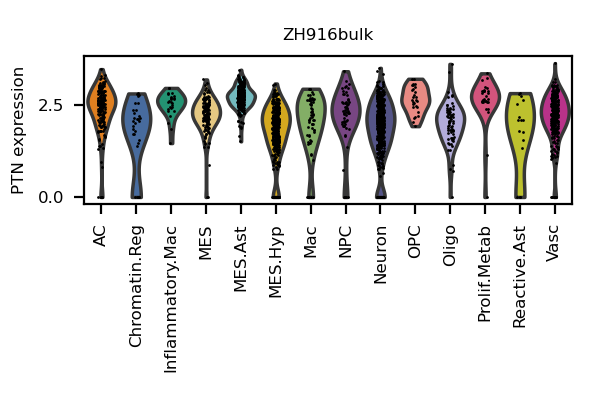 ZH916bulk
PTN expression
2.5
0.0
AC
Chromatin.Reg
Inflammatory.Mac
MES
MES.Ast
MES.Hyp
Mac
NPC
Neuron
OPC
Oligo
Prolif.Metab
Reactive.Ast
Vasc